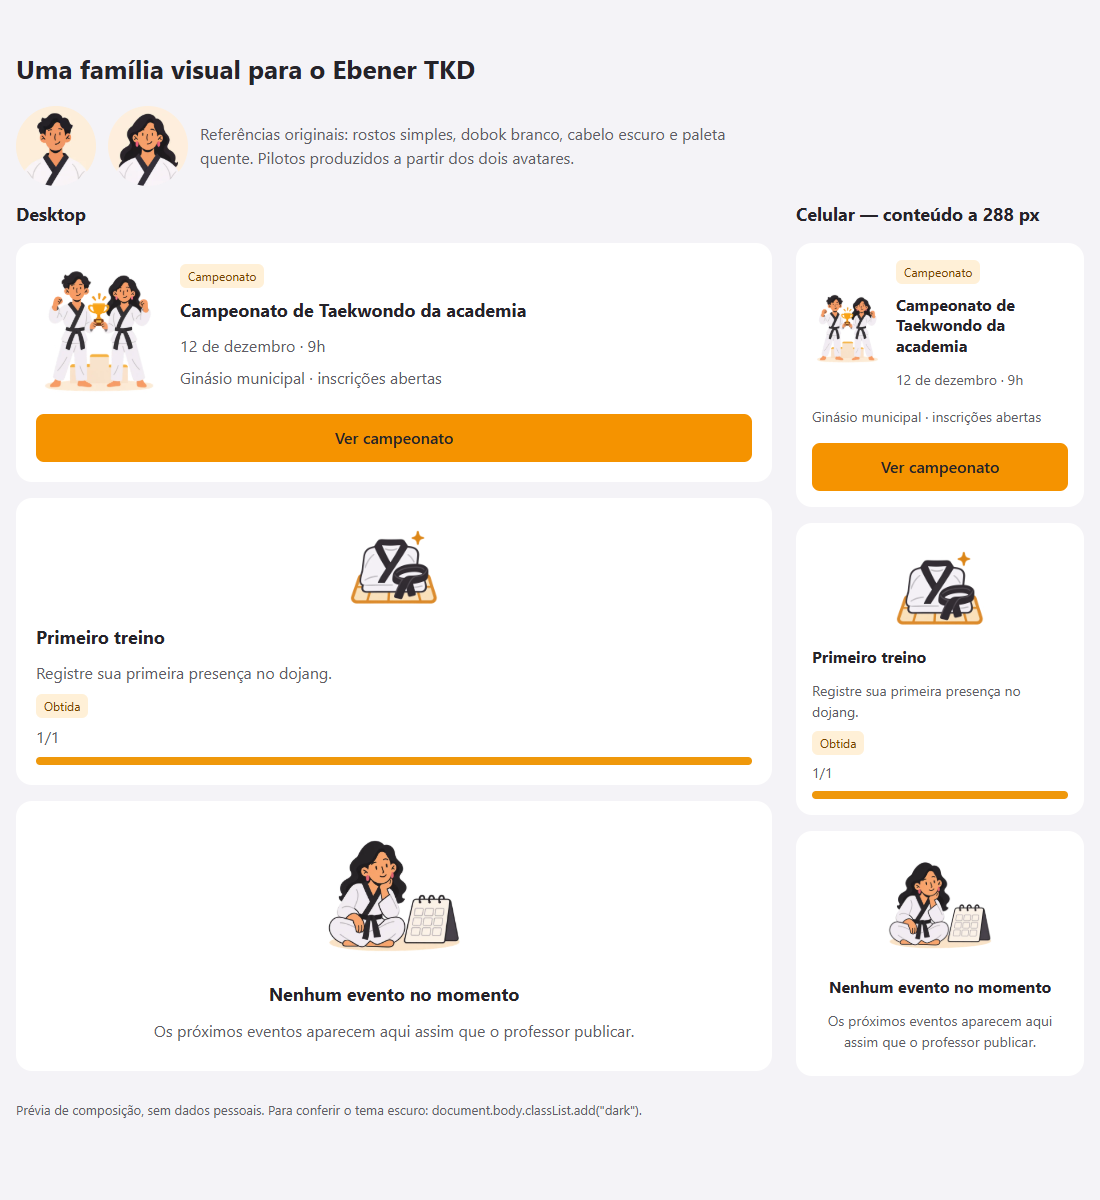 Uma família visual para o Ebener TKD
Referências originais: rostos simples, dobok branco, cabelo escuro e paleta
quente. Pilotos produzidos a partir dos dois avatares.
Desktop
Campeonato
Campeonato de Taekwondo da academia
12 de dezembro · 9h
Ginásio municipal · inscrições abertas
Ver campeonato
Primeiro treino
Registre sua primeira presença no dojang.
Obtida
1/1
Nenhum evento no momento
Os próximos eventos aparecem aqui assim que o professor publicar.
Celular — conteúdo a 288 px
Campeonato
Campeonato de
Taekwondo da
academia
12 de dezembro · 9h
Ginásio municipal · inscrições abertas
Ver campeonato
Primeiro treino
Registre sua primeira presença no
dojang.
Obtida
1/1
Nenhum evento no momento
Os próximos eventos aparecem aqui
assim que o professor publicar.
Prévia de composição, sem dados pessoais. Para conferir o tema escuro: document.body.classList.add("dark").